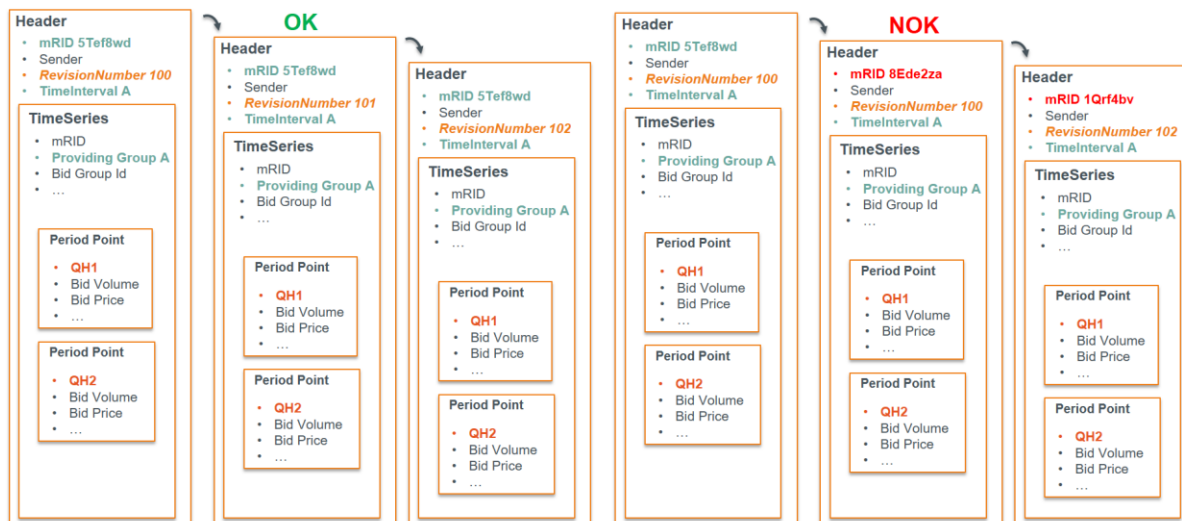 Header
• mRID 5Tef8wd
• Sender
• RevisionNumber 100
• TimeInterval A
TimeSeries
• mRID
• Providing Group A
• Bid Group Id
• …
Period Point
• QH1
• Bid Volume
• Bid Price
• …
Period Point
• QH2
• Bid Volume
• Bid Price
• …
OK
Header
• mRID 5Tef8wd
• Sender
• RevisionNumber 101
• TimeInterval A
TimeSeries
• mRID
• Providing Group A
• Bid Group Id
• …
Period Point
• QH1
• Bid Volume
• Bid Price
• …
Period Point
• QH2
• Bid Volume
• Bid Price
• …
Header
• mRID 5Tef8wd
• Sender
• RevisionNumber 102
• TimeInterval A
TimeSeries
• mRID
• Providing Group A
• Bid Group Id
• …
Period Point
• QH1
• Bid Volume
• Bid Price
• …
Period Point
• QH2
• Bid Volume
• Bid Price
• …
Header
• mRID 5Tef8wd
• Sender
• RevisionNumber 100
• TimeInterval A
TimeSeries
• mRID
• Providing Group A
• Bid Group Id
• …
Period Point
• QH1
• Bid Volume
• Bid Price
• …
Period Point
• QH2
• Bid Volume
• Bid Price
• …
NOK
Header
• mRID 8Ede2za
• Sender
• RevisionNumber 100
• TimeInterval A
TimeSeries
• mRID
• Providing Group A
• Bid Group Id
• …
Period Point
• QH1
• Bid Volume
• Bid Price
• …
Period Point
• QH2
• Bid Volume
• Bid Price
• …
Header
• mRID 1Qrf4bv
• Sender
• RevisionNumber 102
• TimeInterval A
TimeSeries
• mRID
• Providing Group A
• Bid Group Id
• …
Period Point
• QH1
• Bid Volume
• Bid Price
• …
Period Point
• QH2
• Bid Volume
• Bid Price
• …